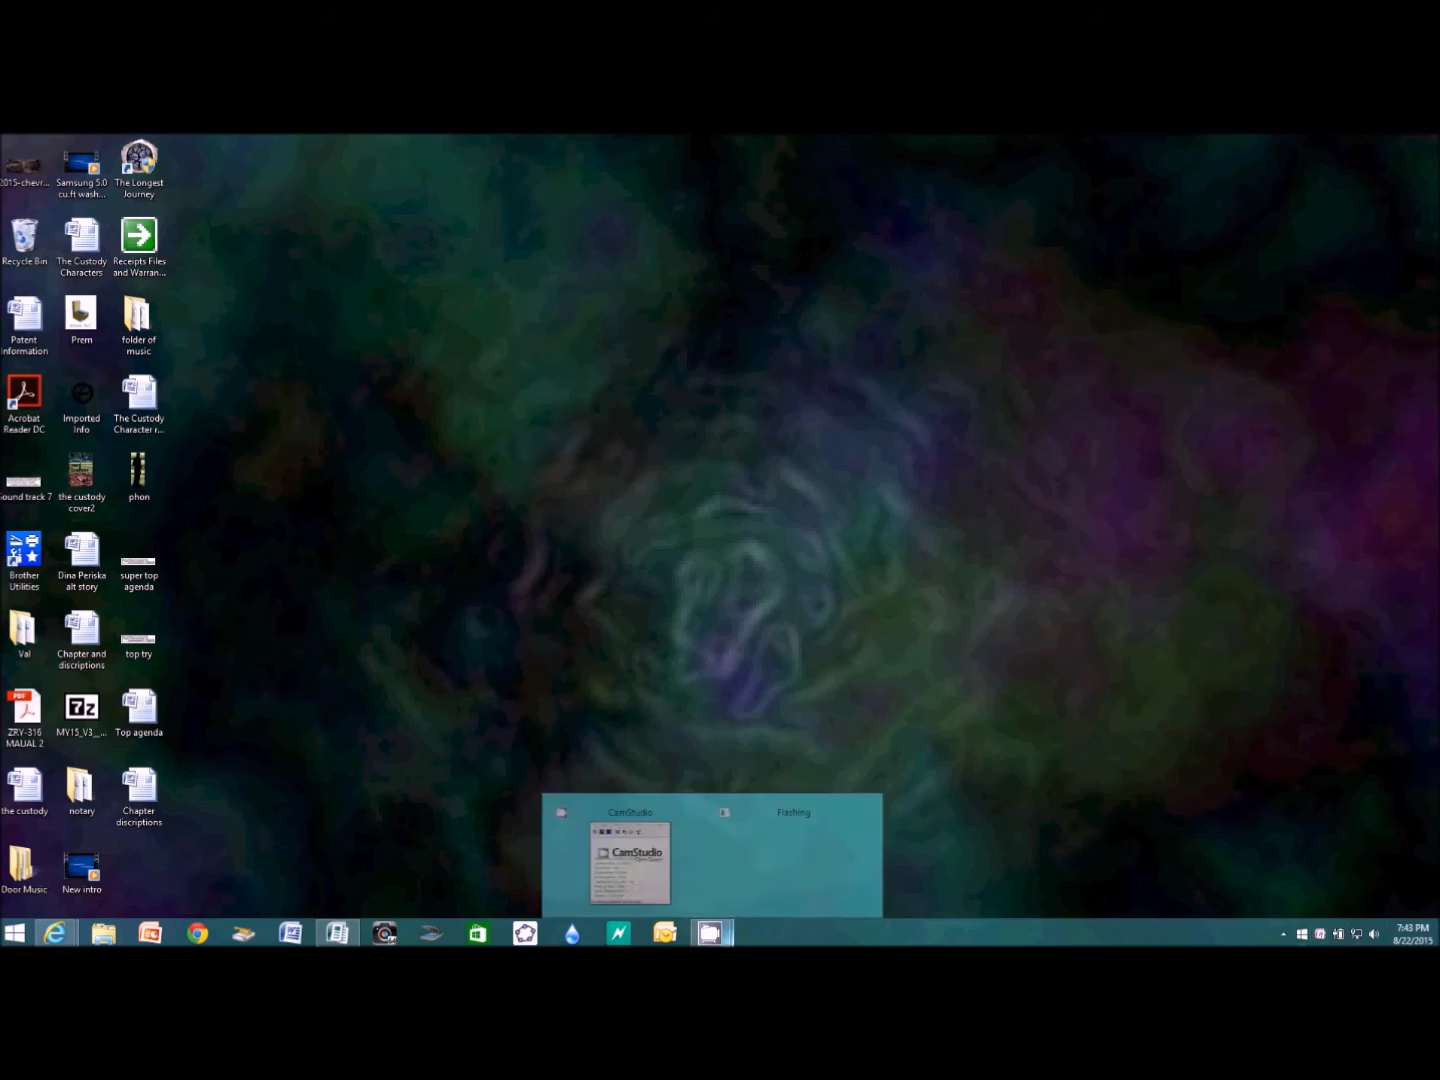 2015-chevr...
Samsung 5.0
cu.ft wash...
The Longest
Journey
Recycle Bin
The Custody
Characters
Receipts Files
and Warran...
Patent
Information
Prem
folder of
music
Acrobat
Reader DC
Imported
Info
The Custody
Character r...
Sound track 7
the custody
cover2
phon
Brother
Utilities
Dina Periska
alt story
super top
agenda
Val
Chapter and
discriptions
top try
PDF
ZRY-316
MAUAL 2
7z
MY15_V3_...
Top agenda
the custody
notary
Chapter
discriptions
Door Music
New intro
CamStudio
Flashing
CamStudio
7:43 PM
8/22/2015